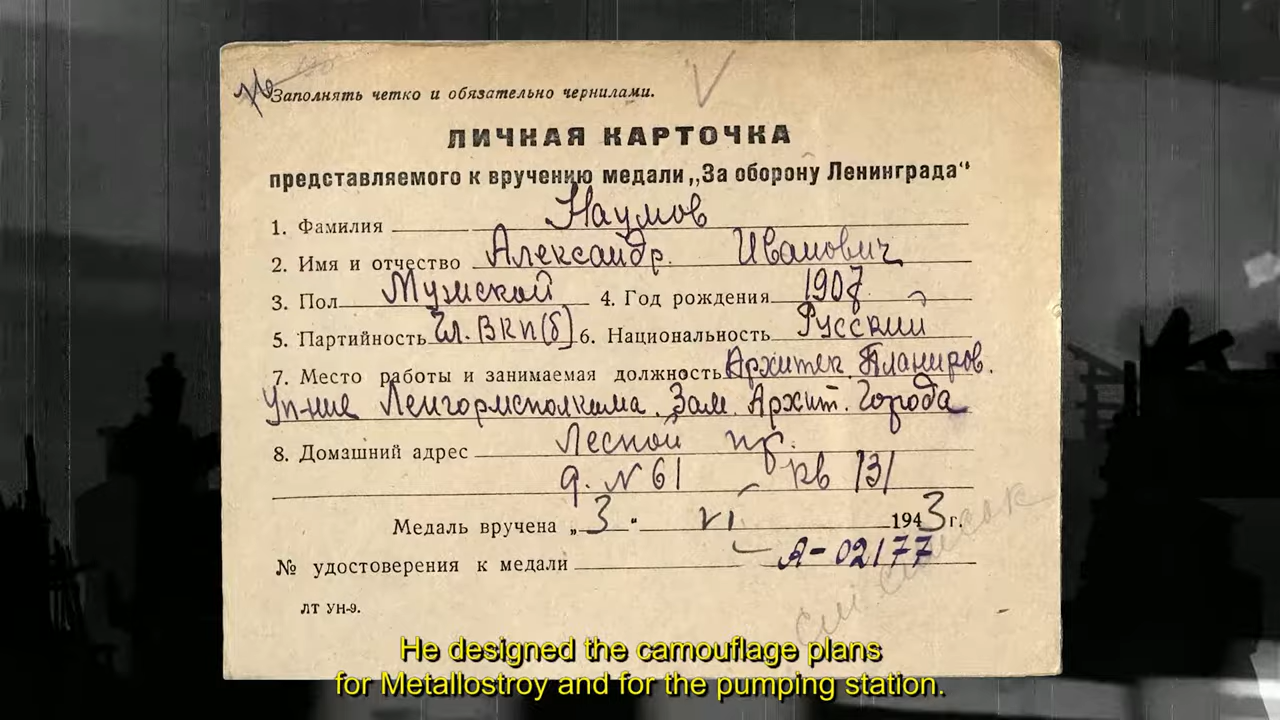 Заполнять четко и обязательно чернилами.
ЛИЧНАЯ КАРТОЧКА
представляемого к вручению медали „За оборону Ленинграда“
1. Фамилия Наумов
2. Имя и отчество Александр. Иванович
3. Пол Мужской 4. Год рождения 1907
5. Партийность Чл. ВКП(б) 6. Национальность Русский
7. Место работы и занимаемая должность Архитек. Планиров.
Уп-ние Ленгорисполкома. Зам. Архит. Города
8. Домашний адрес Лесной пр.
д. N 61 кв 131
Медаль вручена „3“ VI 1943 г.
№ удостоверения к медали А-02177
ЛТ УН-9.
He designed the camouflage plans
for Metallostroy and for the pumping station.